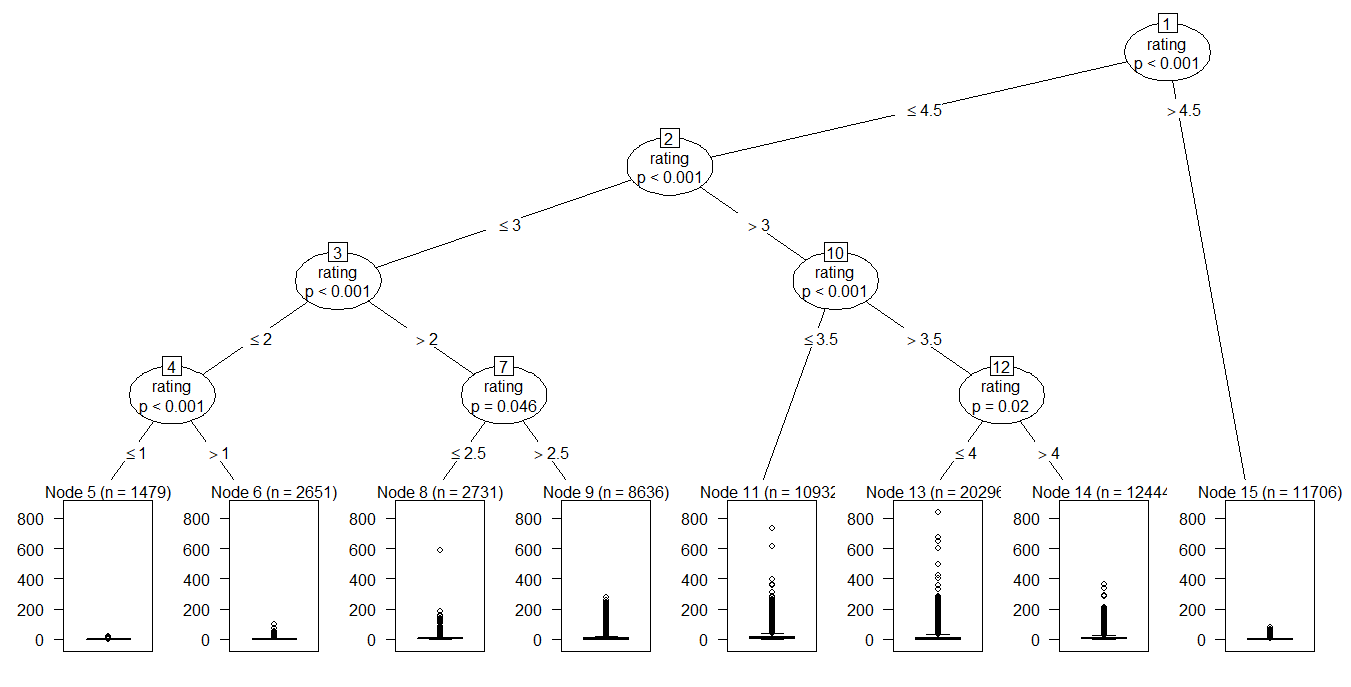 1
rating
p < 0.001
≤ 4.5
> 4.5
2
rating
p < 0.001
≤ 3
> 3
3
rating
p < 0.001
10
rating
p < 0.001
≤ 2
> 2
≤ 3.5
> 3.5
4
rating
p < 0.001
7
rating
p = 0.046
12
rating
p = 0.02
≤ 1
> 1
≤ 2.5
> 2.5
≤ 4
> 4
Node 5 (n = 1479)
800
600
400
200
0
Node 6 (n = 2651)
800
600
400
200
0
Node 8 (n = 2731)
800
600
400
200
0
Node 9 (n = 8636)
800
600
400
200
0
Node 11 (n = 10932
800
600
400
200
0
Node 13 (n = 20296
800
600
400
200
0
Node 14 (n = 12444
800
600
400
200
0
Node 15 (n = 11706)
800
600
400
200
0